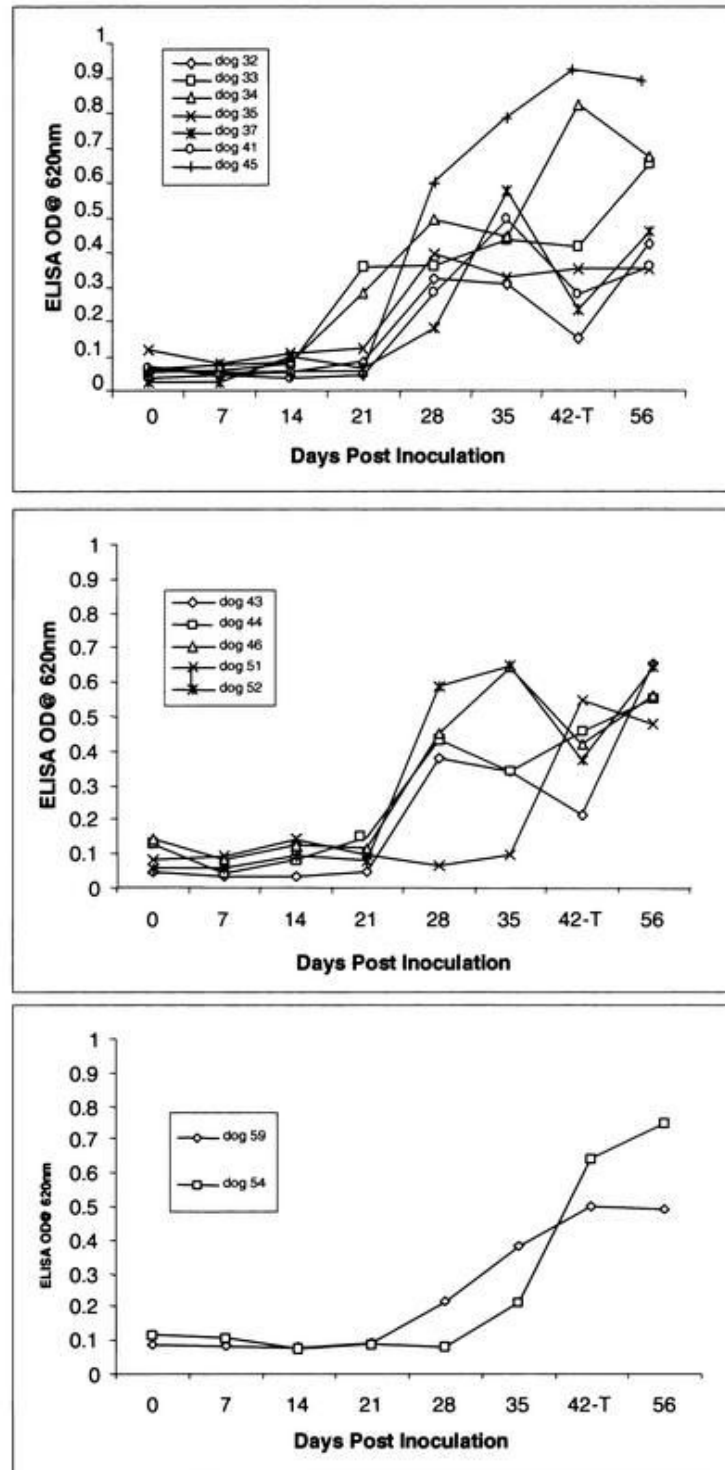 1
0.9
0.8
0.7
0.6
0.5
0.4
0.3
0.2
0.1
0
ELISA OD@ 620nm
dog 32
dog 33
dog 34
dog 35
dog 37
dog 41
dog 45
0 7 14 21 28 35 42-T 56
Days Post Inoculation
1
0.9
0.8
0.7
0.6
0.5
0.4
0.3
0.2
0.1
0
ELISA OD@ 620nm
dog 43
dog 44
dog 46
dog 51
dog 52
0 7 14 21 28 35 42-T 56
Days Post Inoculation
1
0.9
0.8
0.7
0.6
0.5
0.4
0.3
0.2
0.1
0
ELISA OD@ 620nm
dog 59
dog 54
0 7 14 21 28 35 42-T 56
Days Post Inoculation